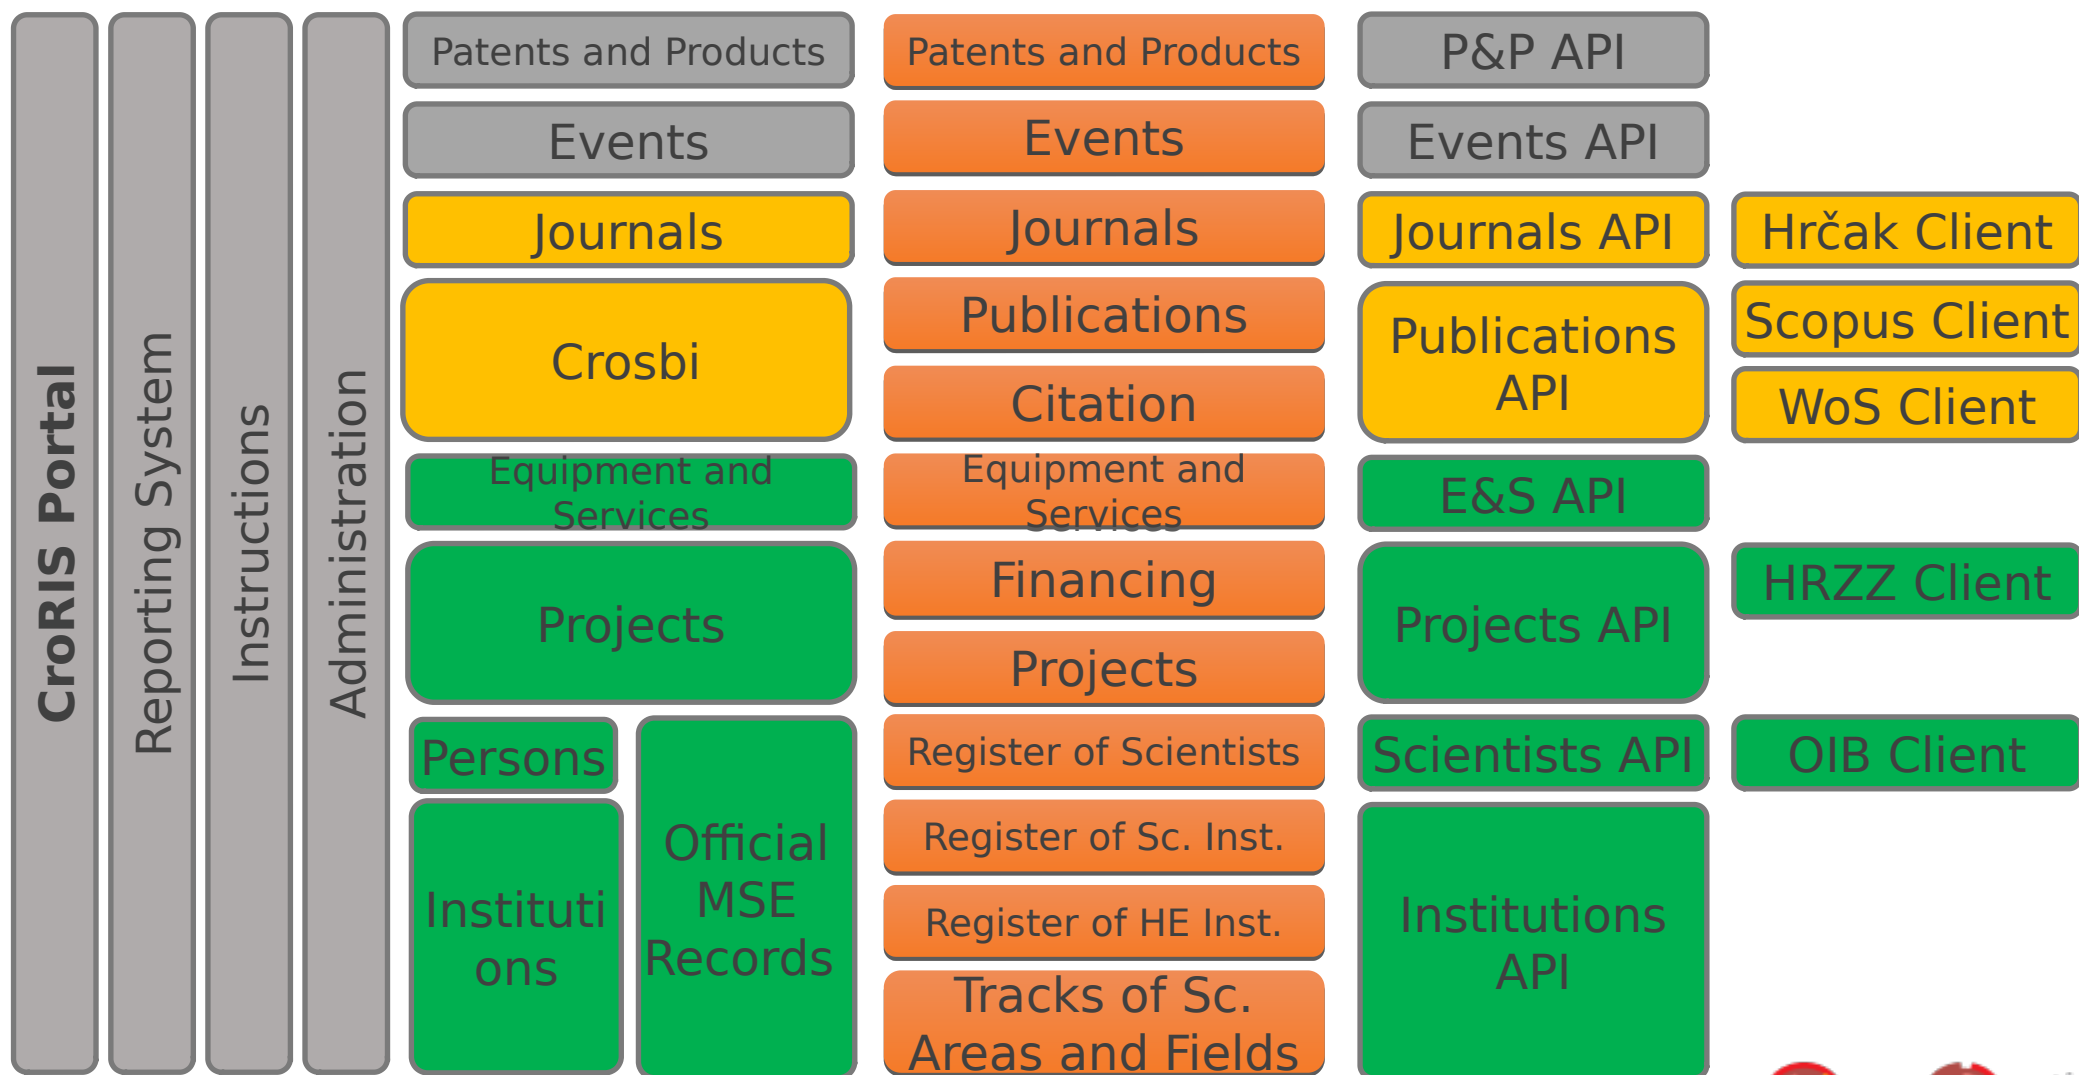 CroRIS Portal
Reporting System
Instructions
Administration
Patents and Products
Events
Journals
Crosbi
Equipment and
Services
Projects
Persons
Instituti
ons
Official
MSE
Records
Patents and Products
Events
Journals
Publications
Citation
Equipment and
Services
Financing
Projects
Register of Scientists
Register of Sc. Inst.
Register of HE Inst.
Tracks of Sc.
Areas and Fields
P&P API
Events API
Journals API
Publications
API
E&S API
Projects API
Scientists API
Institutions
API
Hrčak Client
Scopus Client
WoS Client
HRZZ Client
OIB Client